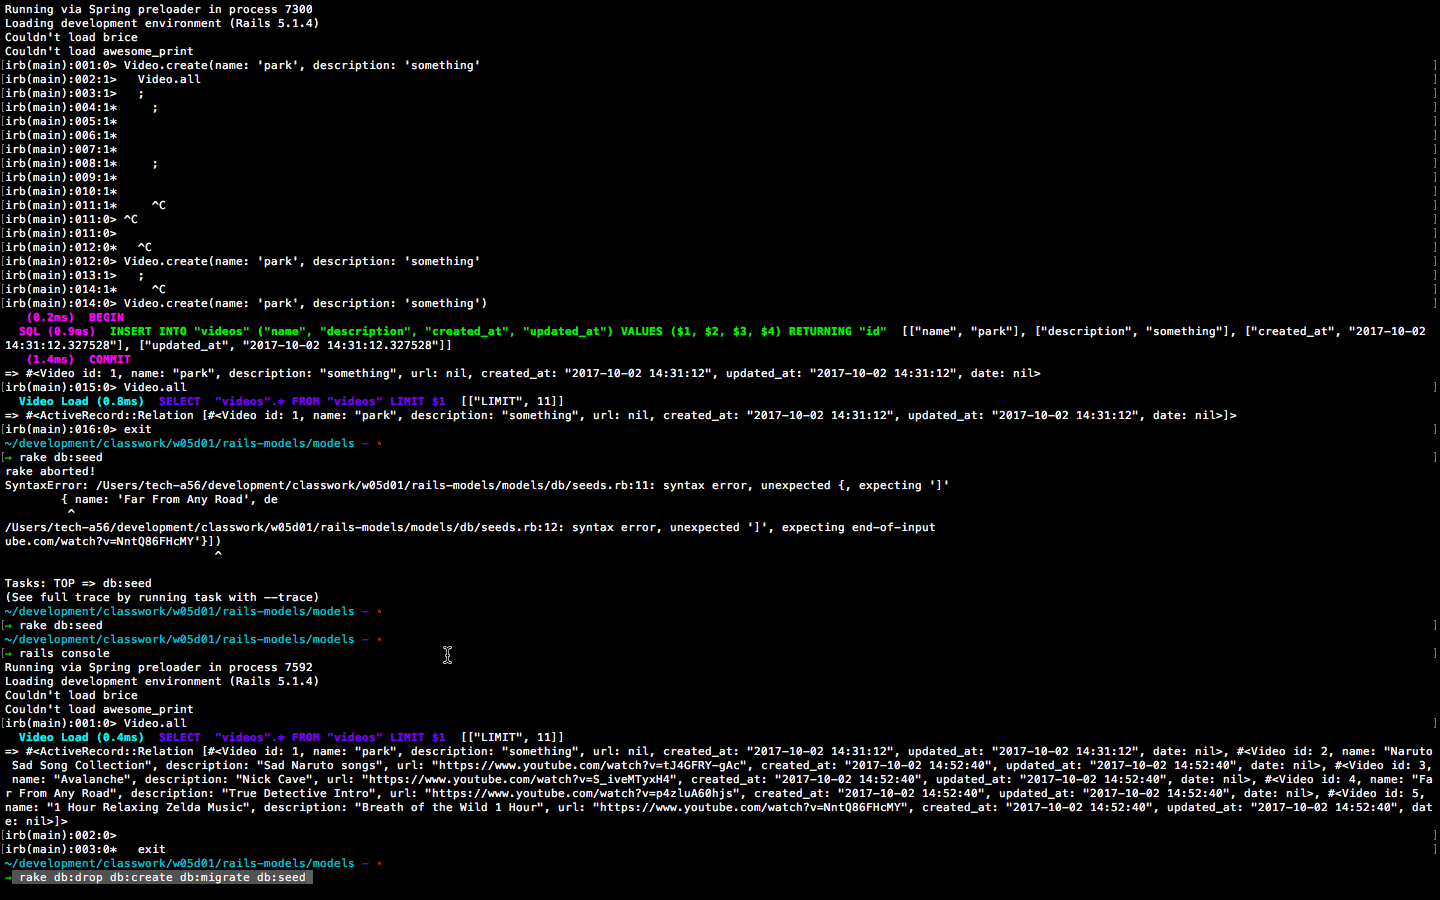 Running via Spring preloader in process 7300
Loading development environment (Rails 5.1.4)
Couldn't load brice
Couldn't load awesome_print
[irb(main):001:0> Video.create(name: 'park', description: 'something' ]
[irb(main):002:1>   Video.all ]
[irb(main):003:1>   ; ]
[irb(main):004:1*     ; ]
[irb(main):005:1* ]
[irb(main):006:1* ]
[irb(main):007:1* ]
[irb(main):008:1*     ; ]
[irb(main):009:1* ]
[irb(main):010:1* ]
[irb(main):011:1*     ^C ]
[irb(main):011:0> ^C ]
[irb(main):011:0> ]
[irb(main):012:0*   ^C ]
[irb(main):012:0> Video.create(name: 'park', description: 'something' ]
[irb(main):013:1>   ; ]
[irb(main):014:1*     ^C ]
[irb(main):014:0> Video.create(name: 'park', description: 'something') ]
   (0.2ms)  BEGIN
  SQL (0.9ms)  INSERT INTO "videos" ("name", "description", "created_at", "updated_at") VALUES ($1, $2, $3, $4) RETURNING "id"  [["name", "park"], ["description", "something"], ["created_at", "2017-10-02
14:31:12.327528"], ["updated_at", "2017-10-02 14:31:12.327528"]]
   (1.4ms)  COMMIT
=> #<Video id: 1, name: "park", description: "something", url: nil, created_at: "2017-10-02 14:31:12", updated_at: "2017-10-02 14:31:12", date: nil>
[irb(main):015:0> Video.all ]
  Video Load (0.8ms)  SELECT  "videos".* FROM "videos" LIMIT $1  [["LIMIT", 11]]
=> #<ActiveRecord::Relation [#<Video id: 1, name: "park", description: "something", url: nil, created_at: "2017-10-02 14:31:12", updated_at: "2017-10-02 14:31:12", date: nil>]>
[irb(main):016:0> exit ]
~/development/classwork/w05d01/rails-models/models – *
[→ rake db:seed ]
rake aborted!
SyntaxError: /Users/tech-a56/development/classwork/w05d01/rails-models/models/db/seeds.rb:11: syntax error, unexpected {, expecting ']'
        { name: 'Far From Any Road', de
         ^
/Users/tech-a56/development/classwork/w05d01/rails-models/models/db/seeds.rb:12: syntax error, unexpected ']', expecting end-of-input
ube.com/watch?v=NntQ86FHcMY'}])
                              ^
Tasks: TOP => db:seed
(See full trace by running task with --trace)
~/development/classwork/w05d01/rails-models/models – *
[→ rake db:seed ]
~/development/classwork/w05d01/rails-models/models – *
[→ rails console ]
Running via Spring preloader in process 7592
Loading development environment (Rails 5.1.4)
Couldn't load brice
Couldn't load awesome_print
[irb(main):001:0> Video.all ]
  Video Load (0.4ms)  SELECT  "videos".* FROM "videos" LIMIT $1  [["LIMIT", 11]]
=> #<ActiveRecord::Relation [#<Video id: 1, name: "park", description: "something", url: nil, created_at: "2017-10-02 14:31:12", updated_at: "2017-10-02 14:31:12", date: nil>, #<Video id: 2, name: "Naruto
 Sad Song Collection", description: "Sad Naruto songs", url: "https://www.youtube.com/watch?v=tJ4GFRY-gAc", created_at: "2017-10-02 14:52:40", updated_at: "2017-10-02 14:52:40", date: nil>, #<Video id: 3,
 name: "Avalanche", description: "Nick Cave", url: "https://www.youtube.com/watch?v=S_iveMTyxH4", created_at: "2017-10-02 14:52:40", updated_at: "2017-10-02 14:52:40", date: nil>, #<Video id: 4, name: "Fa
r From Any Road", description: "True Detective Intro", url: "https://www.youtube.com/watch?v=p4zluA60hjs", created_at: "2017-10-02 14:52:40", updated_at: "2017-10-02 14:52:40", date: nil>, #<Video id: 5,
name: "1 Hour Relaxing Zelda Music", description: "Breath of the Wild 1 Hour", url: "https://www.youtube.com/watch?v=NntQ86FHcMY", created_at: "2017-10-02 14:52:40", updated_at: "2017-10-02 14:52:40", dat
e: nil>]>
[irb(main):002:0> ]
[irb(main):003:0*   exit ]
~/development/classwork/w05d01/rails-models/models – *
→ rake db:drop db:create db:migrate db:seed